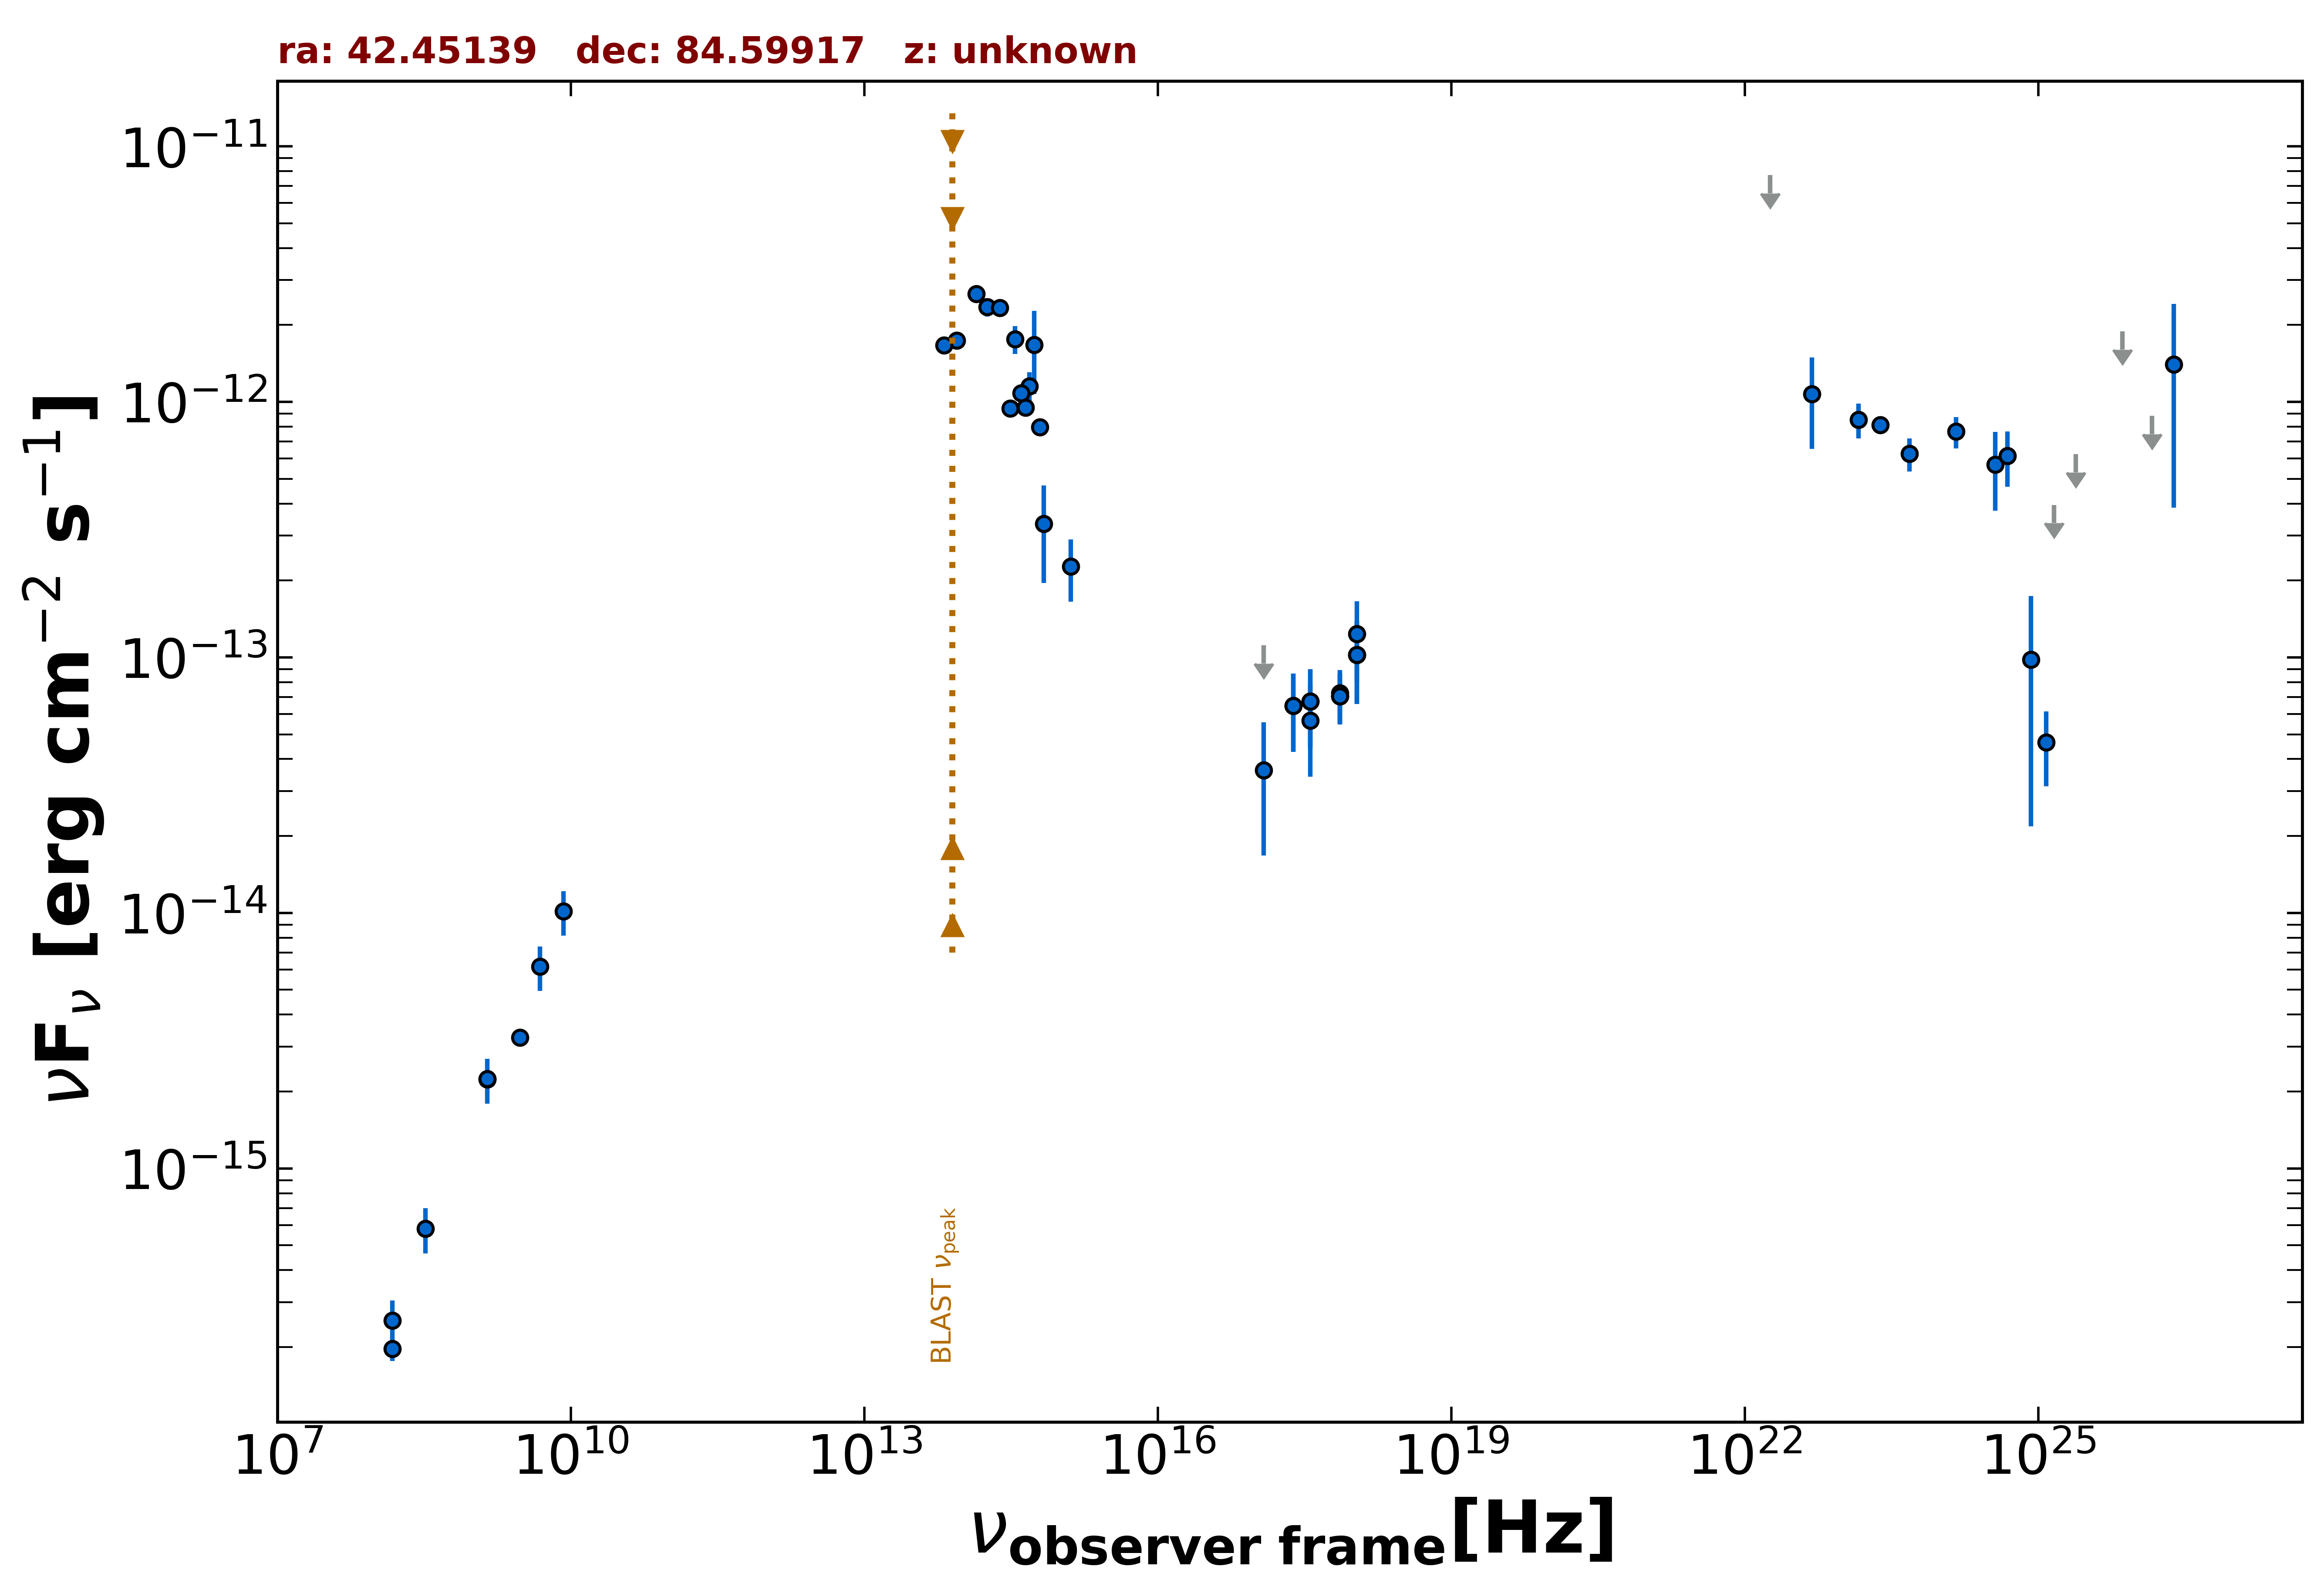 ra: 42.45139   dec: 84.59917   z: unknown
νFν [erg cm−2 s−1]
10−11
10−12
10−13
10−14
10−15
BLAST νpeak
107 1010 1013 1016 1019 1022 1025
νobserver frame[Hz]